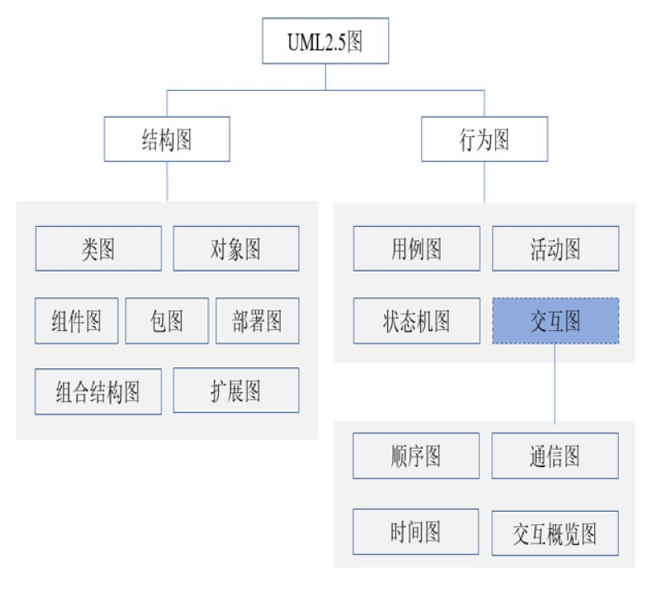 UML2.5图
结构图
行为图
类图
对象图
组件图
包图
部署图
组合结构图
扩展图
用例图
活动图
状态机图
交互图
顺序图
通信图
时间图
交互概览图